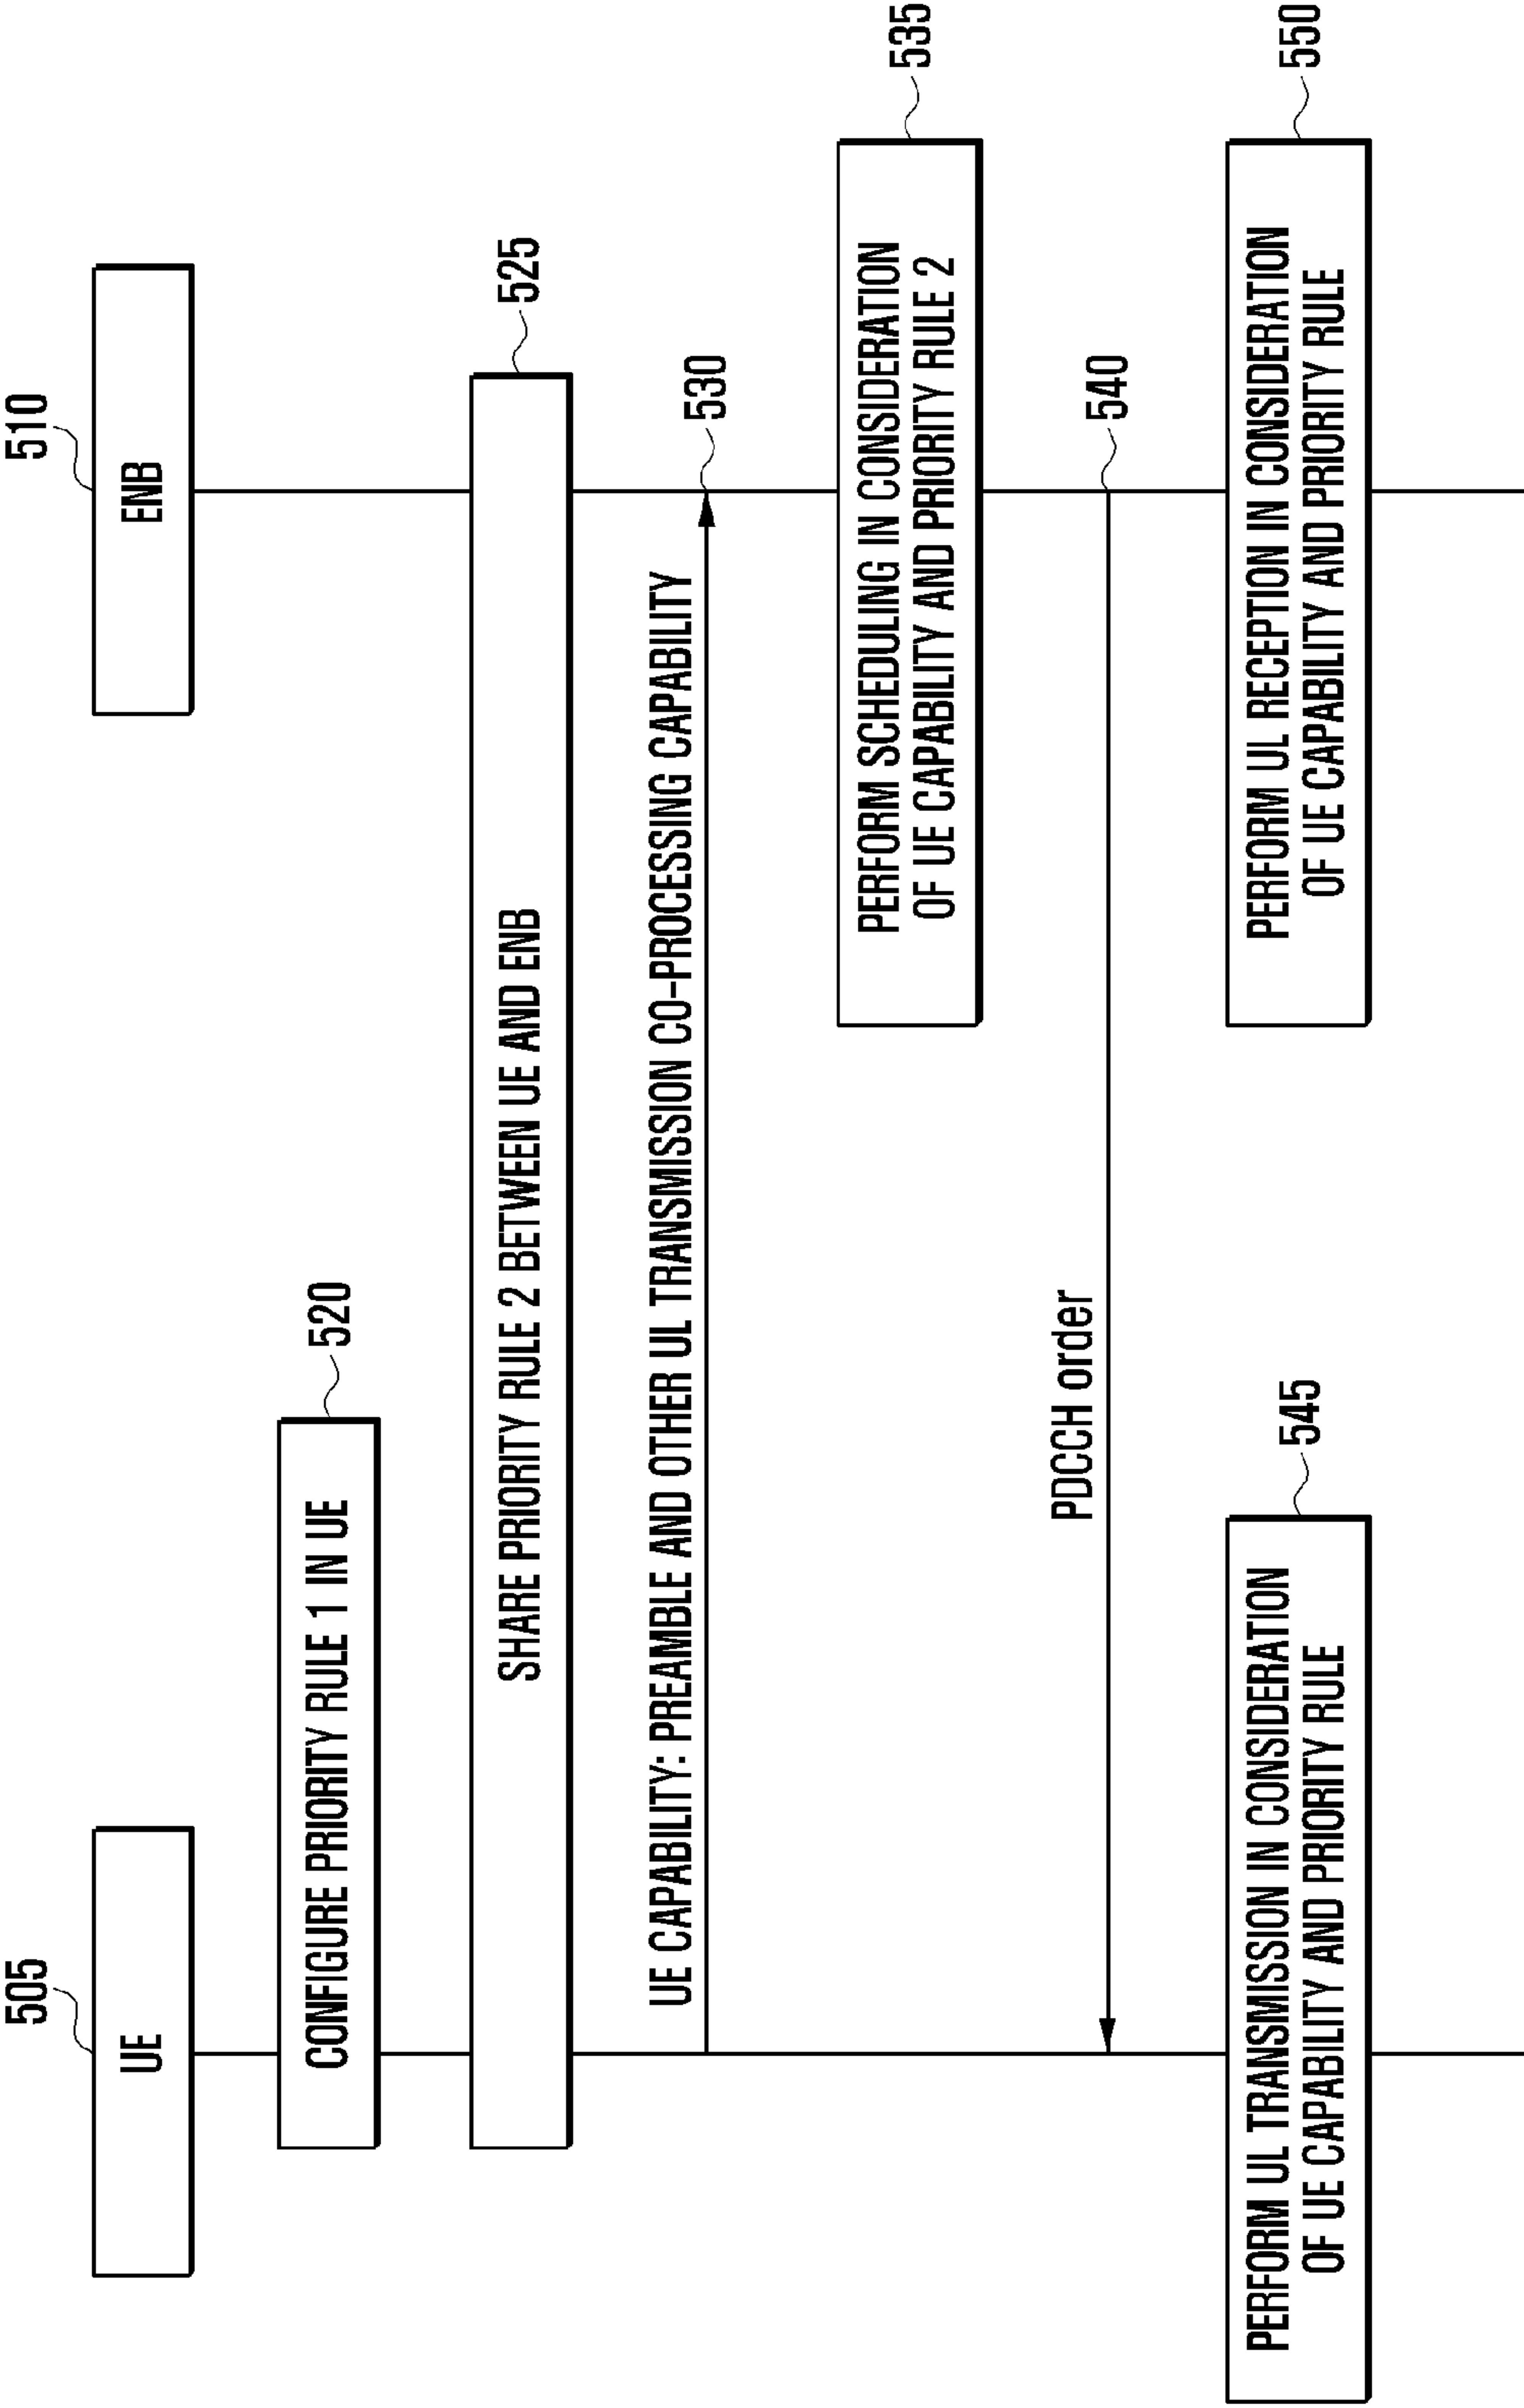 505
510
UE
ENB
520
CONFIGURE PRIORITY RULE 1 IN UE
525
SHARE PRIORITY RULE 2 BETWEEN UE AND ENB
UE CAPABILITY: PREAMBLE AND OTHER UL TRANSMISSION CO-PROCESSING CAPABILITY
530
535
PERFORM SCHEDULING IN CONSIDERATION
OF UE CAPABILITY AND PRIORITY RULE 2
PDCCH order
540
545
PERFORM UL TRANSMISSION IN CONSIDERATION
OF UE CAPABILITY AND PRIORITY RULE
550
PERFORM UL RECEPTION IN CONSIDERATION
OF UE CAPABILITY AND PRIORITY RULE